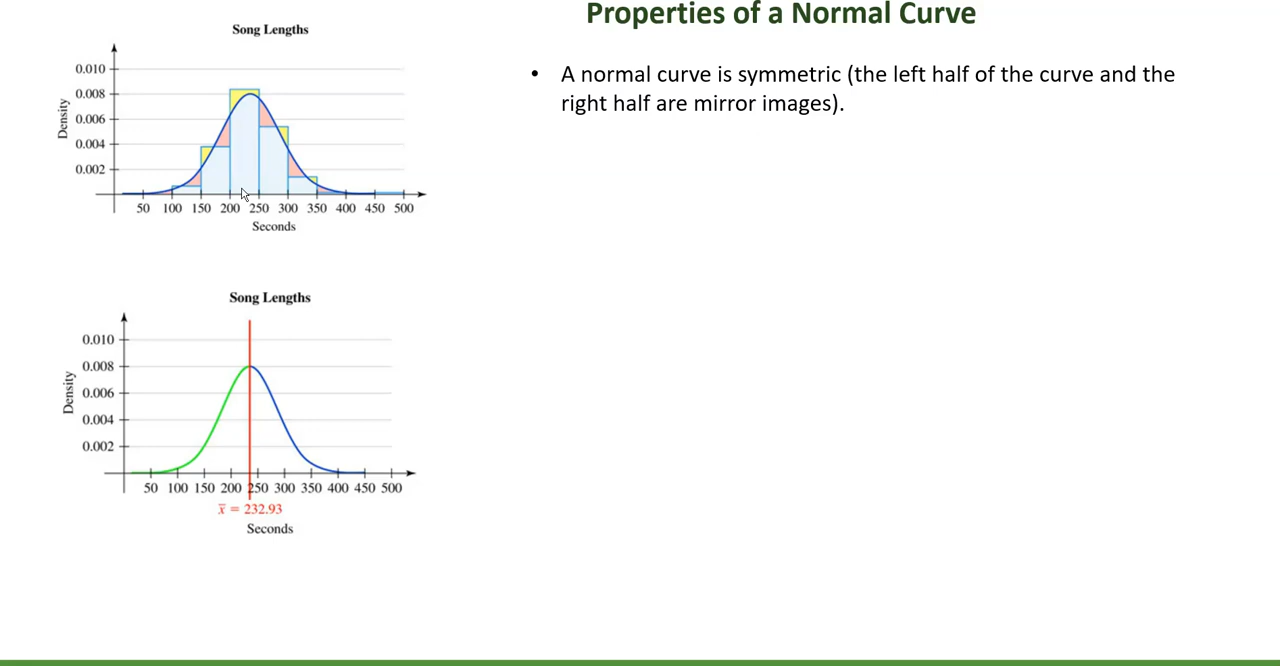 Properties of a Normal Curve
• A normal curve is symmetric (the left half of the curve and the
right half are mirror images).
Song Lengths
Density
0.010
0.008
0.006
0.004
0.002
50 100 150 200 250 300 350 400 450 500
Seconds
Song Lengths
Density
0.010
0.008
0.006
0.004
0.002
50 100 150 200 250 300 350 400 450 500
x̅ = 232.93
Seconds